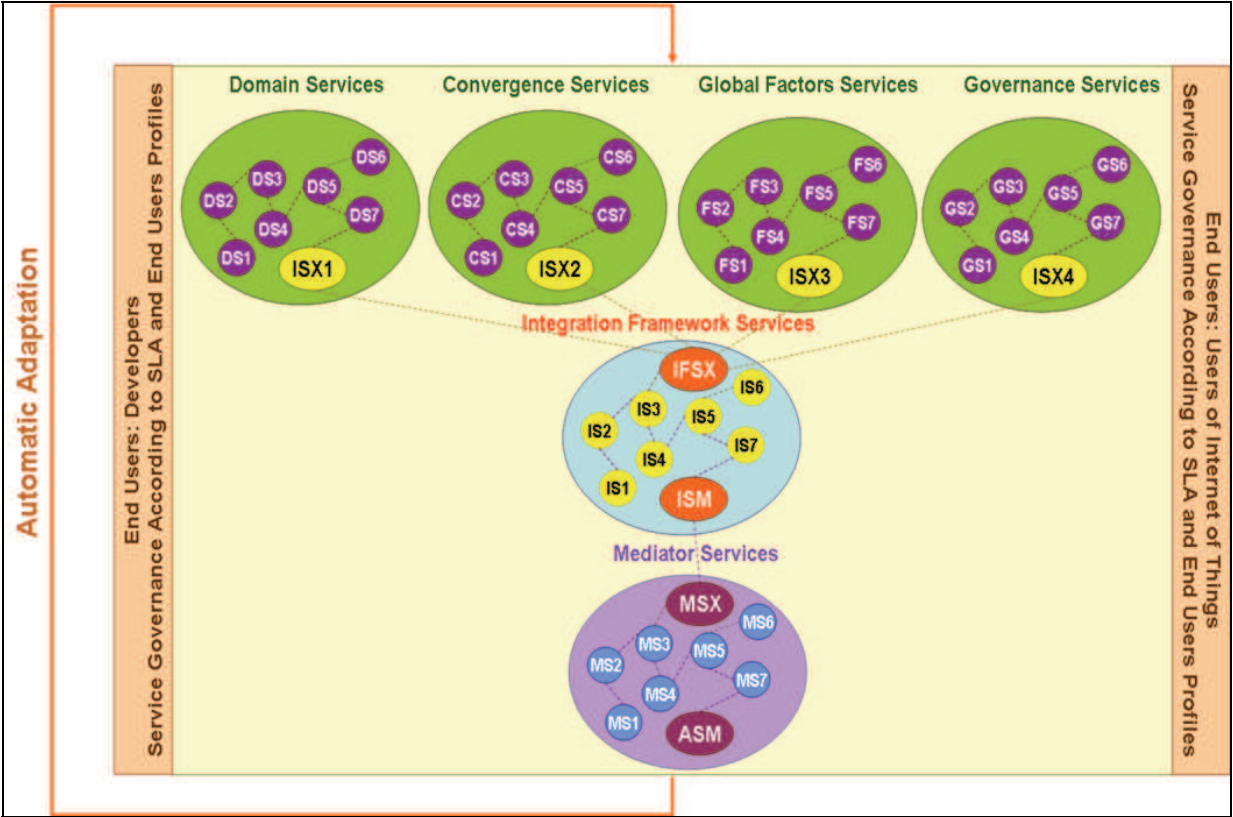 Automatic Adaptation
End Users: Developers
Service Governance According to SLA and End Users Profiles
Domain Services
Convergence Services
Global Factors Services
Governance Services
DS6
DS3
DS5
DS2
DS7
DS4
DS1
ISX1
CS6
CS3
CS5
CS2
CS7
CS4
CS1
ISX2
FS6
FS3
FS5
FS2
FS7
FS4
FS1
ISX3
GS6
GS3
GS5
GS2
GS7
GS4
GS1
ISX4
Integration Framework Services
IFSX
IS6
IS3
IS5
IS2
IS7
IS4
IS1
ISM
Mediator Services
MSX
MS6
MS3
MS5
MS2
MS7
MS4
MS1
ASM
End Users: Users of Internet of Things
Service Governance According to SLA and End Users Profiles